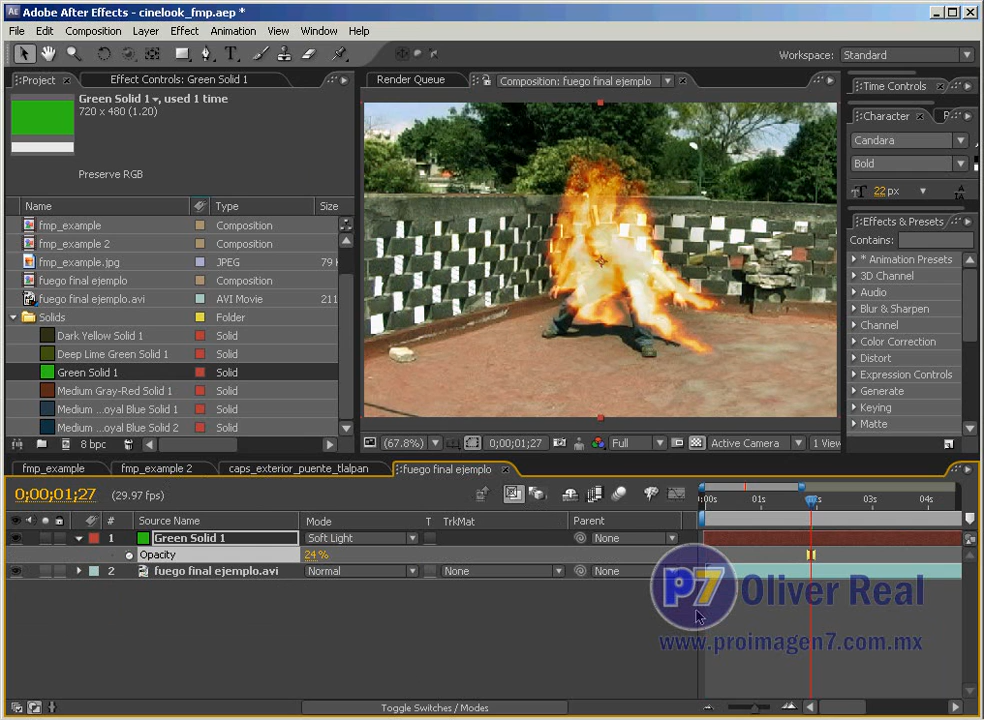 Adobe After Effects - cinelook_fmp.aep *
File Edit Composition Layer Effect Animation View Window Help
Workspace: Standard
Project Effect Controls: Green Solid 1
Render Queue Composition: fuego final ejemplo
Time Controls
Green Solid 1, used 1 time
720 x 480 (1.20)
Preserve RGB
Character
Candara
Bold
22 px
Effects & Presets
Contains:
* Animation Presets
3D Channel
Audio
Blur & Sharpen
Channel
Color Correction
Distort
Expression Controls
Generate
Keying
Matte
Name Type Size
fmp_example Composition
fmp_example 2 Composition
fmp_example.jpg JPEG 79
fuego final ejemplo Composition
fuego final ejemplo.avi AVI Movie 211
Solids Folder
Dark Yellow Solid 1 Solid
Deep Lime Green Solid 1 Solid
Green Solid 1 Solid
Medium Gray-Red Solid 1 Solid
Medium ...oyal Blue Solid 1 Solid
Medium ...oyal Blue Solid 2 Solid
8 bpc
(67.8%) 0;00;01;27 Full Active Camera 1 View
fmp_example fmp_example 2 caps_exterior_puente_tlalpan fuego final ejemplo
0;00;01;27 (29.97 fps)
:00s 01s 03s 04s
# Source Name Mode T TrkMat Parent
1 Green Solid 1 Soft Light None
Opacity 24 %
2 fuego final ejemplo.avi Normal None None
P7 Oliver Real
www.proimagen7.com.mx
Toggle Switches / Modes